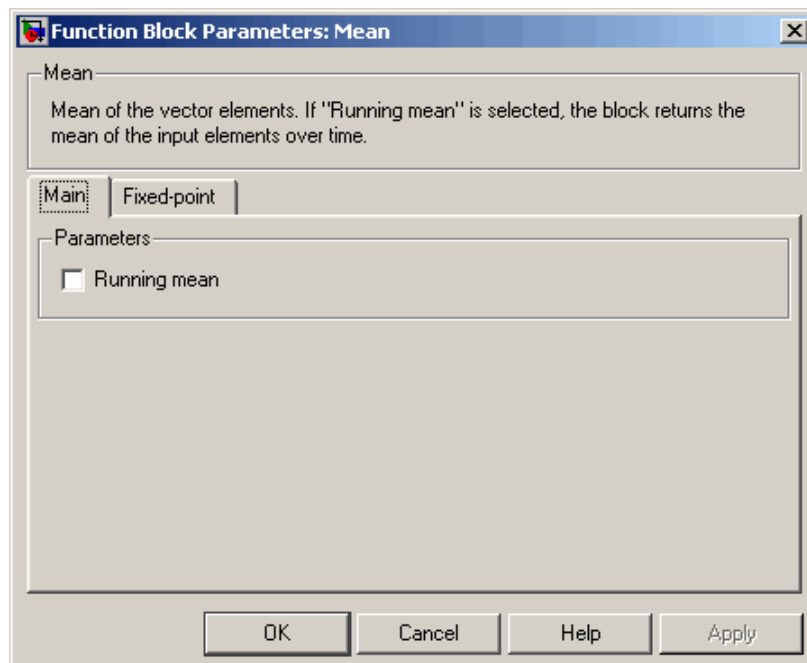 Function Block Parameters: Mean
Mean
Mean of the vector elements. If "Running mean" is selected, the block returns the
mean of the input elements over time.
Main Fixed-point
Parameters
Running mean
OK Cancel Help Apply